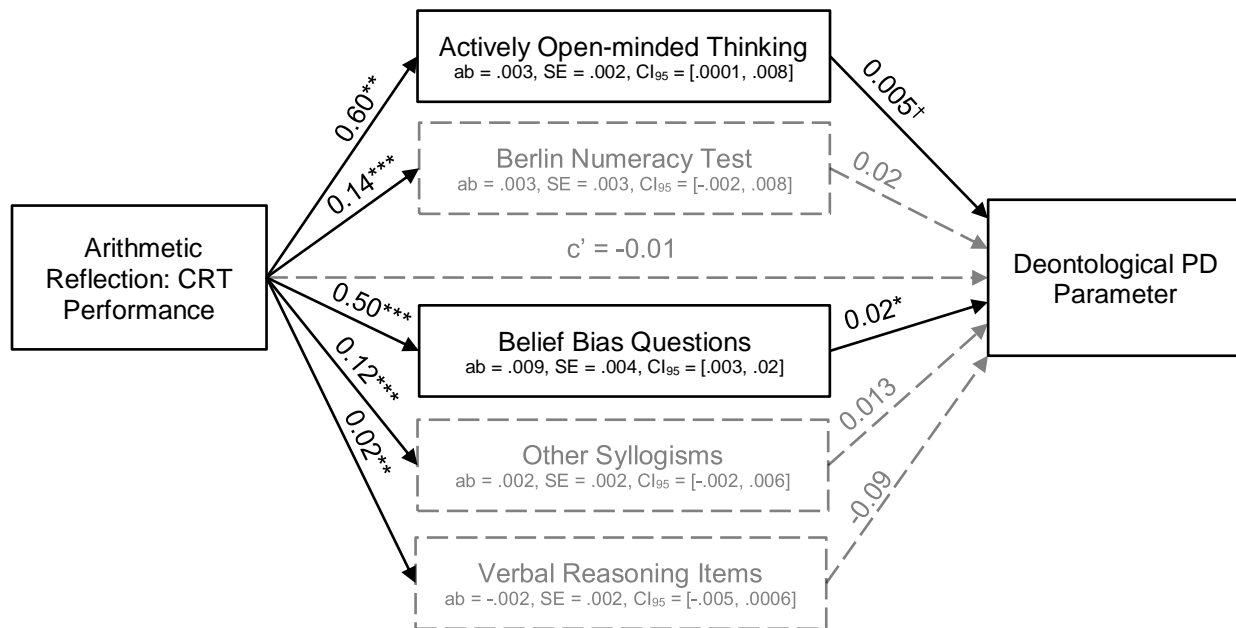 Actively Open-minded Thinking
ab = .003, SE = .002, CI₉₅ = [.0001, .008]
0.60**
0.005†
Berlin Numeracy Test
ab = .003, SE = .003, CI₉₅ = [-.002, .008]
0.14***
0.02
Arithmetic
Reflection: CRT
Performance
c’ = -0.01
Deontological PD
Parameter
0.50***
Belief Bias Questions
ab = .009, SE = .004, CI₉₅ = [.003, .02]
0.02*
0.12***
Other Syllogisms
ab = .002, SE = .002, CI₉₅ = [-.002, .006]
0.013
0.02**
Verbal Reasoning Items
ab = -.002, SE = .002, CI₉₅ = [-.005, .0006]
-0.09